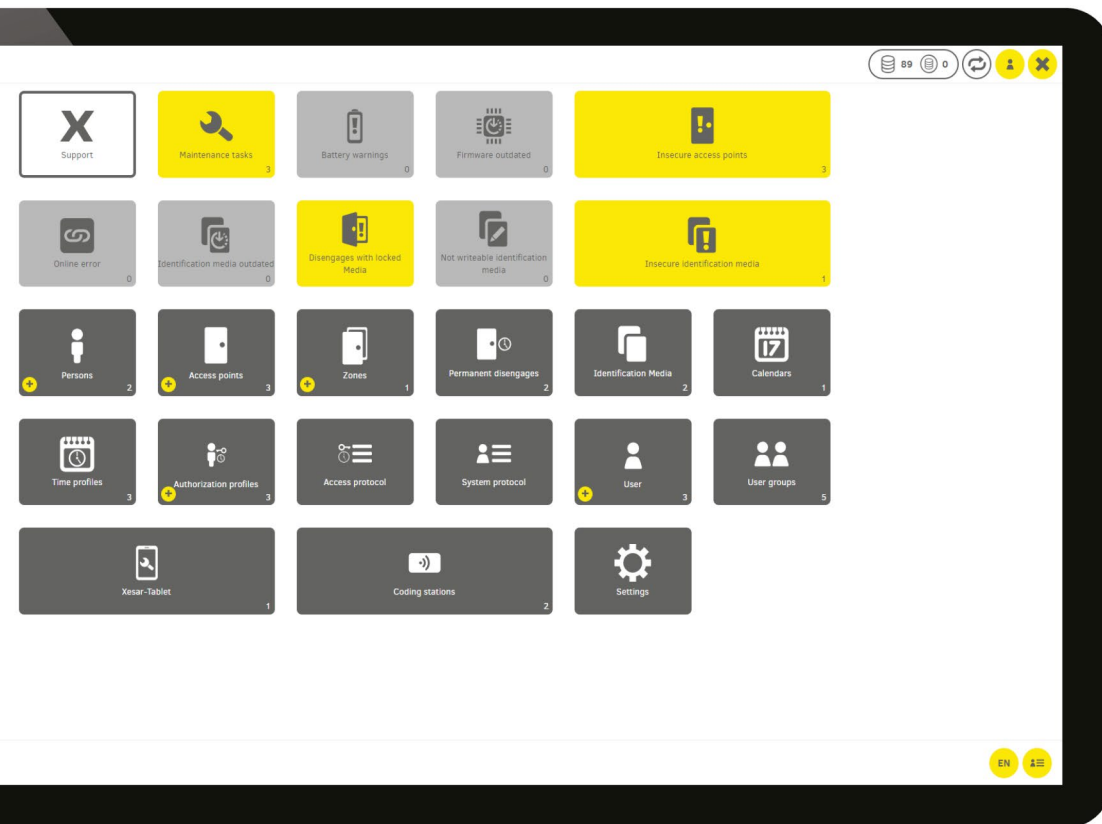 89 0
X
Support
Maintenance tasks
3
Battery warnings
0
Firmware outdated
0
Insecure access points
3
Online error
0
Identification media outdated
0
Disengages with locked
Media
Not writeable identification
media
0
Insecure identification media
1
Persons
2
Access points
3
Zones
1
Permanent disengages
2
Identification Media
2
17
Calendars
1
Time profiles
3
Authorization profiles
3
Access protocol
System protocol
User
3
User groups
5
Xesar-Tablet
1
Coding stations
2
Settings
EN